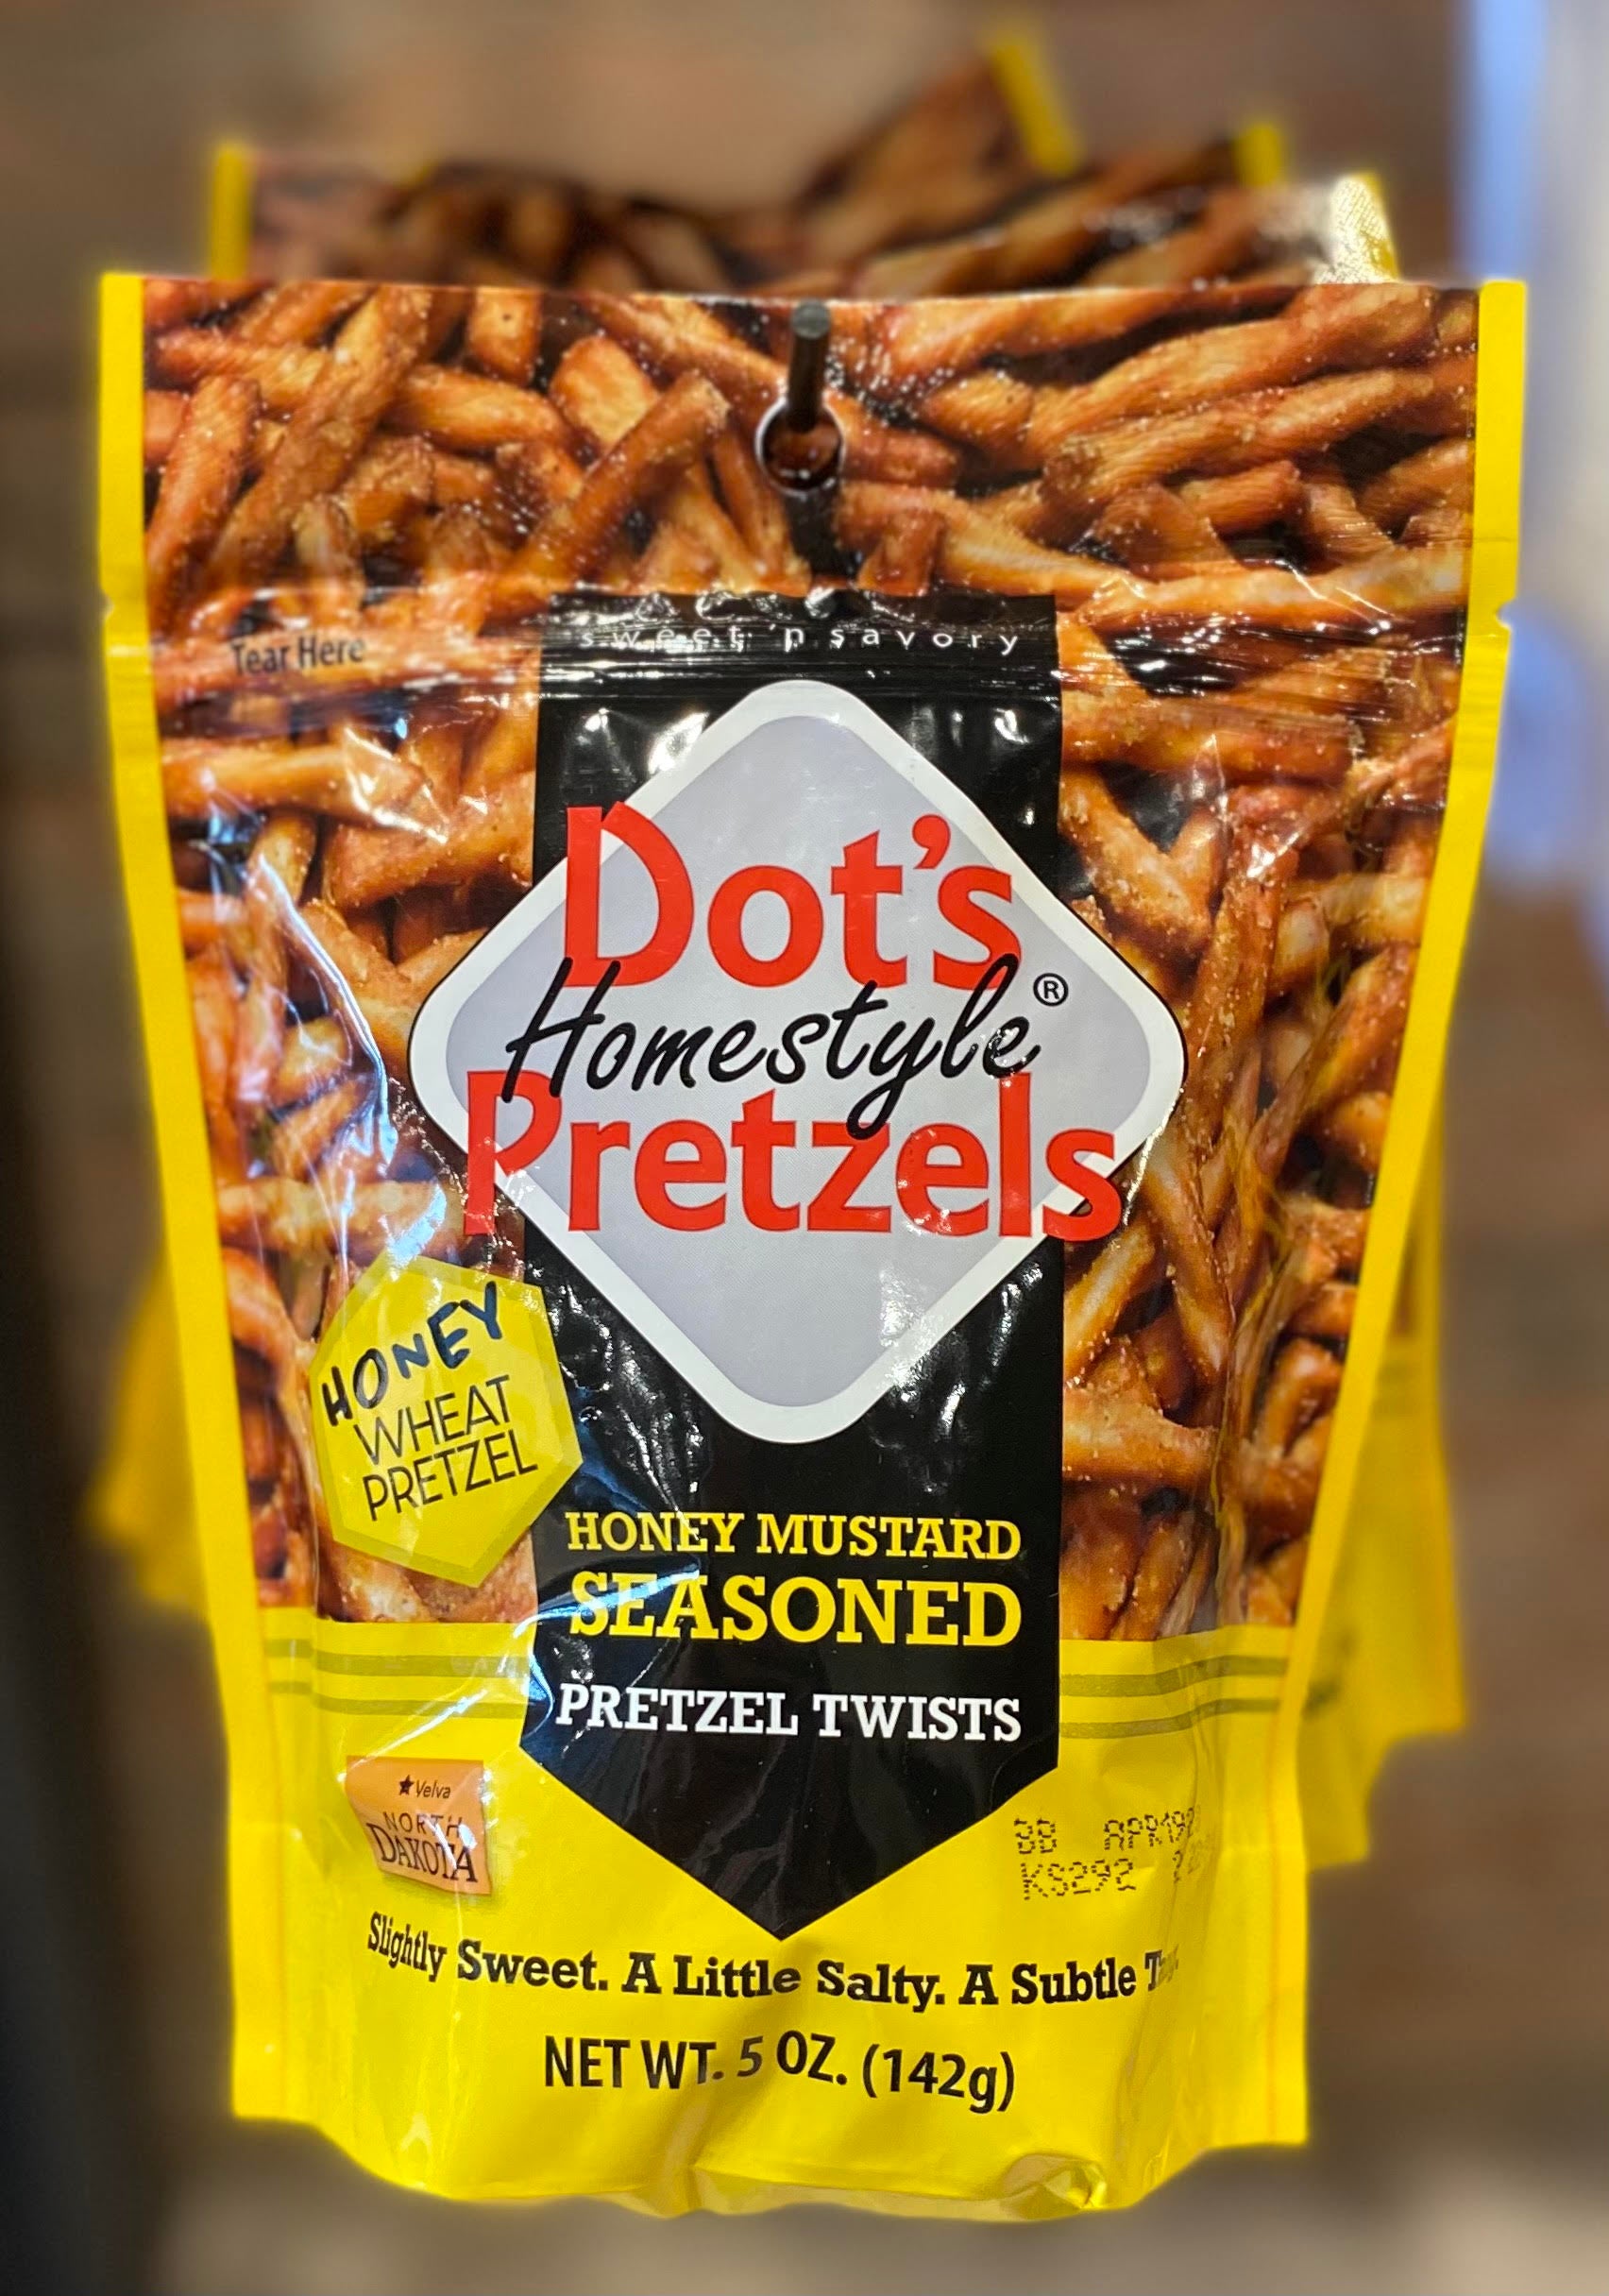 Tear Here
sweet 'n savory
Dot's
Homestyle®
Pretzels
HONEY
WHEAT
PRETZEL
HONEY MUSTARD
SEASONED
PRETZEL TWISTS
Velva
NORTH
DAKOTA
BB APR19
KS292
Slightly Sweet. A Little Salty. A Subtle
NET WT. 5 OZ. (142g)